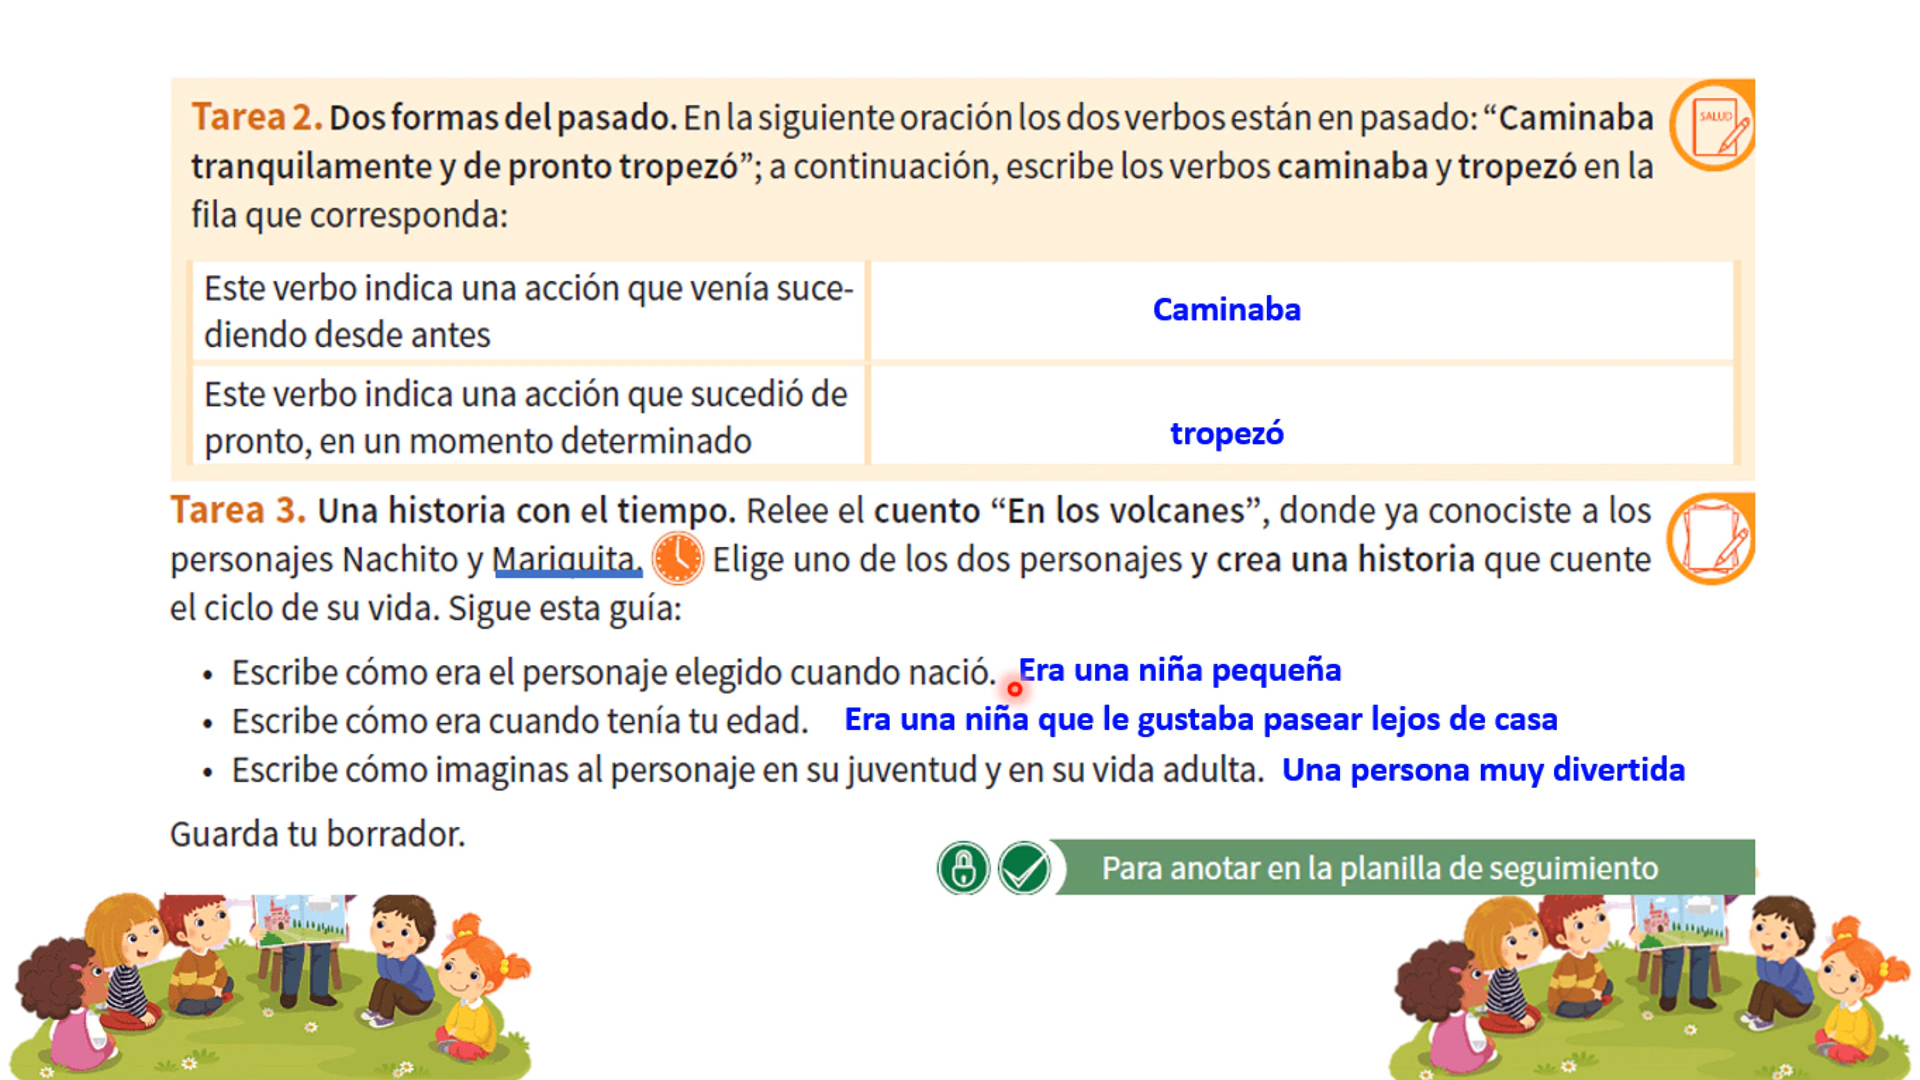 Tarea 2. Dos formas del pasado. En la siguiente oración los dos verbos están en pasado: “Caminaba
tranquilamente y de pronto tropezó”; a continuación, escribe los verbos caminaba y tropezó en la
fila que corresponda:
SALUD
Este verbo indica una acción que venía suce-
diendo desde antes
Caminaba
Este verbo indica una acción que sucedió de
pronto, en un momento determinado
tropezó
Tarea 3. Una historia con el tiempo. Relee el cuento “En los volcanes”, donde ya conociste a los
personajes Nachito y Mariquita. Elige uno de los dos personajes y crea una historia que cuente
el ciclo de su vida. Sigue esta guía:
• Escribe cómo era el personaje elegido cuando nació. Era una niña pequeña
• Escribe cómo era cuando tenía tu edad. Era una niña que le gustaba pasear lejos de casa
• Escribe cómo imaginas al personaje en su juventud y en su vida adulta. Una persona muy divertida
Guarda tu borrador.
Para anotar en la planilla de seguimiento